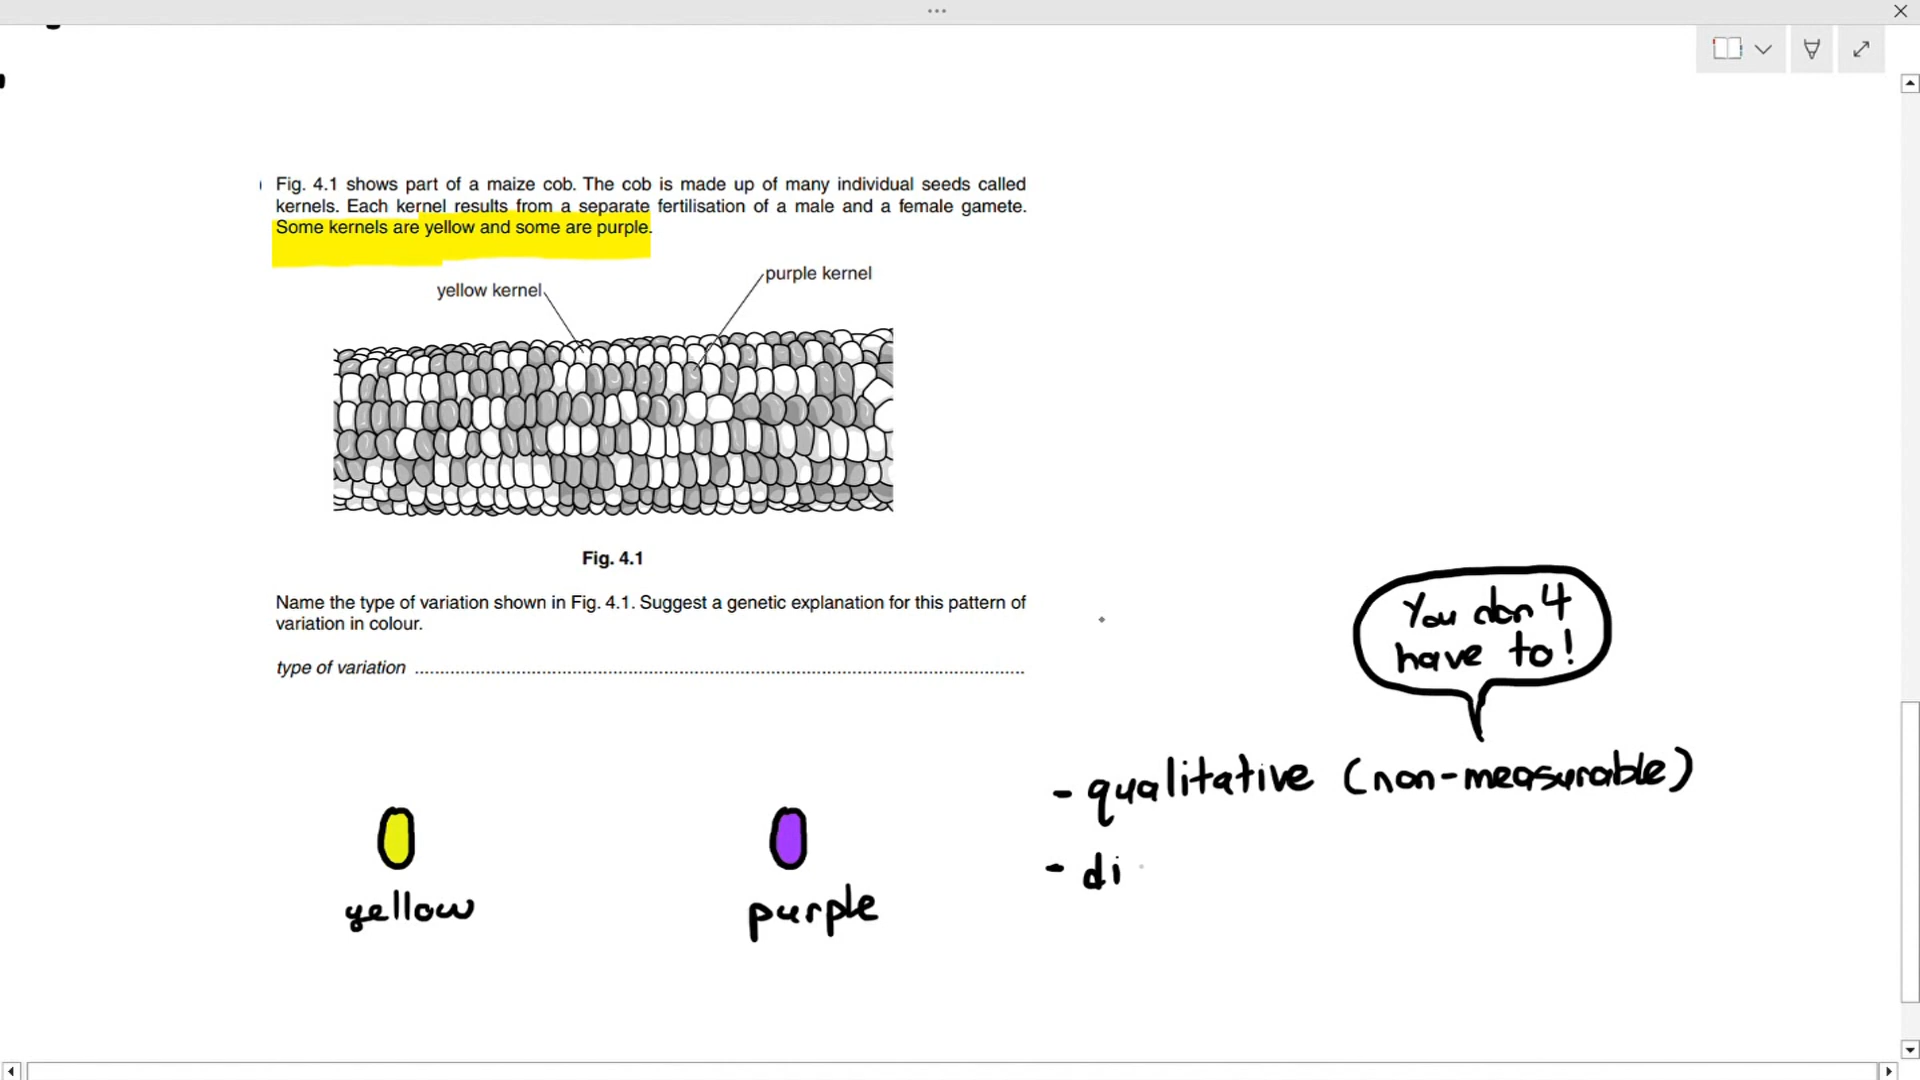 Fig. 4.1 shows part of a maize cob. The cob is made up of many individual seeds called
kernels. Each kernel results from a separate fertilisation of a male and a female gamete.
Some kernels are yellow and some are purple.
purple kernel
yellow kernel
Fig. 4.1
Name the type of variation shown in Fig. 4.1. Suggest a genetic explanation for this pattern of
variation in colour.
type of variation ..........................................................................................................
You don4
have to!
- qualitative (non-measurable)
- di
yellow
purple